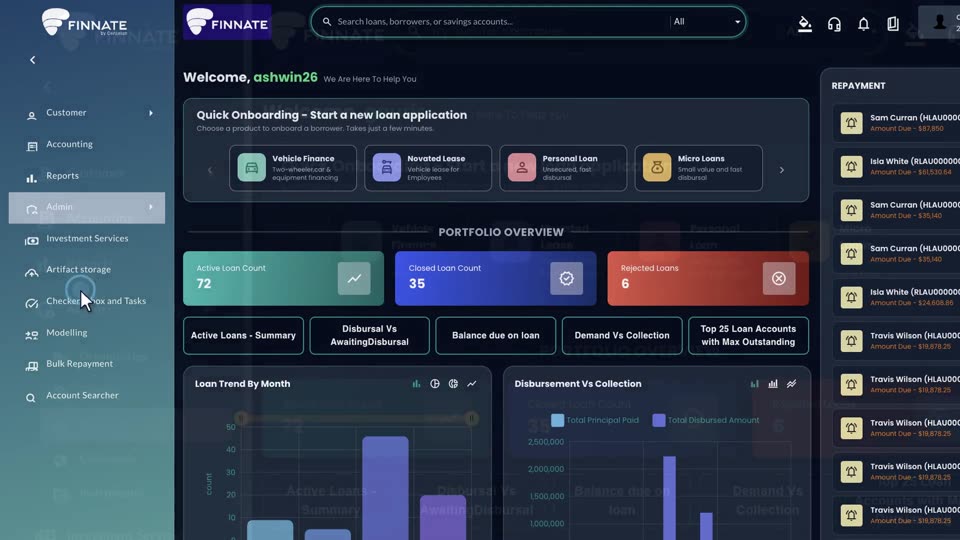 FINNATE
by Conscean
Customer
Accounting
Reports
Admin
Investment Services
Artifact storage
Checker box and Tasks
Modelling
Bulk Repayment
Account Searcher
FINNATE
Search loans, borrowers, or savings accounts...
All
Welcome, ashwin26 We Are Here To Help You
Quick Onboarding - Start a new loan application
Choose a product to onboard a borrower. Takes just a few minutes.
Vehicle Finance
Two-wheeler,car &
equipment financing
Novated Lease
Vehicle lease for
Employees
Personal Loan
Unsecured, fast
disbursal
Micro Loans
Small value and fast
disbursal
PORTFOLIO OVERVIEW
Active Loan Count
72
Closed Loan Count
35
Rejected Loans
6
Active Loans - Summary
Disbursal Vs
AwaitingDisbursal
Balance due on loan
Demand Vs Collection
Top 25 Loan Accounts
with Max Outstanding
Loan Trend By Month
50
40
30
20
10
count
Disbursement Vs Collection
Total Principal Paid
Total Disbursed Amount
2,500,000
2,000,000
1,500,000
1,000,000
REPAYMENT
Sam Curran (HLAU0000
Amount Due - $87,850
Isla White (RLAU00000
Amount Due - $61,530.64
Sam Curran (HLAU0000
Amount Due - $35,140
Sam Curran (HLAU0000
Amount Due - $35,140
Isla White (RLAU00000
Amount Due - $24,608.86
Travis Wilson (HLAU000
Amount Due - $19,878.25
Travis Wilson (HLAU000
Amount Due - $19,878.25
Travis Wilson (HLAU000
Amount Due - $19,878.25
Travis Wilson (HLAU000
Amount Due - $19,878.25
Travis Wilson (HLAU000
Amount Due - $19,878.25